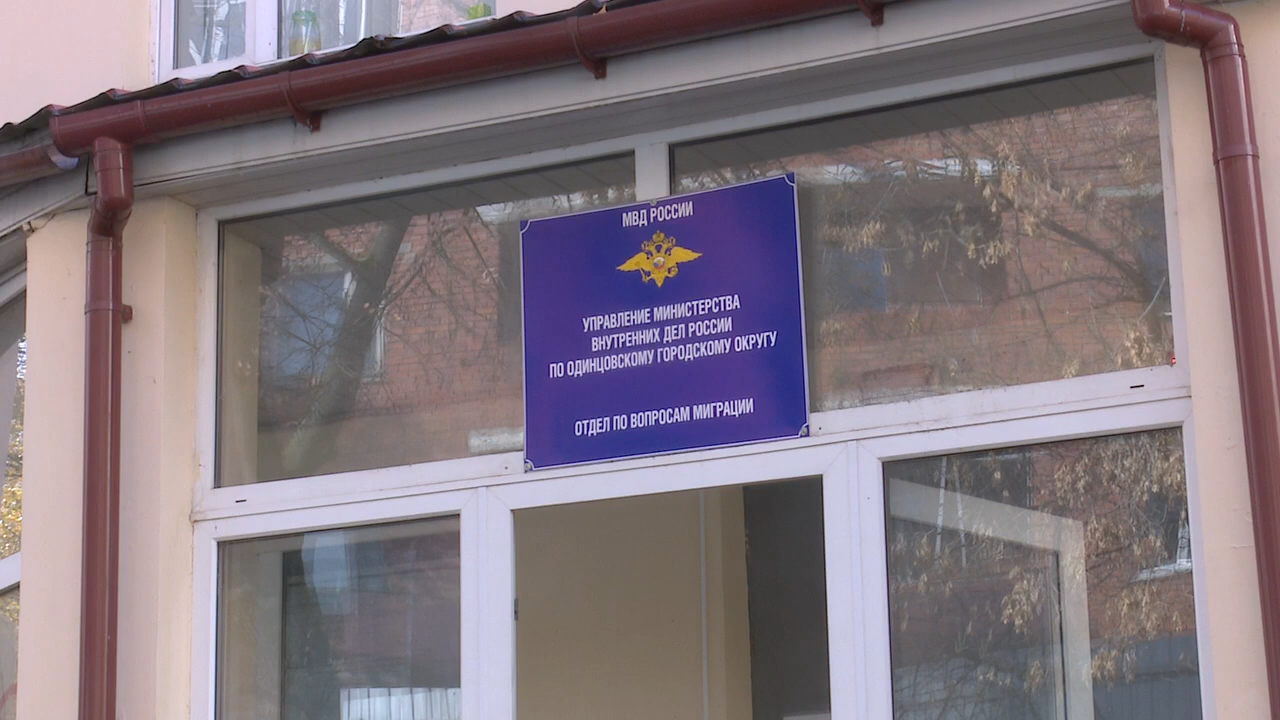 МВД РОССИИ
УПРАВЛЕНИЕ МИНИСТЕРСТВА
ВНУТРЕННИХ ДЕЛ РОССИИ
ПО ОДИНЦОВСКОМУ ГОРОДСКОМУ ОКРУГУ
ОТДЕЛ ПО ВОПРОСАМ МИГРАЦИИ